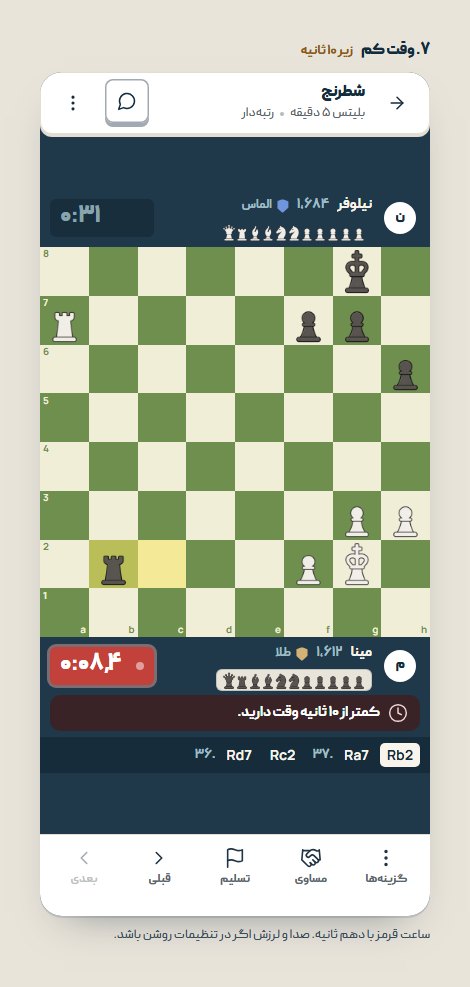 ۷. وقت کم زیر ۱۰ ثانیه
شطرنج
بلیتس ۵ دقیقه • رتبه‌دار
نیلوفر ۱,۶۸۴ الماس
ن
۰:۳۱
8
7
6
5
4
3
2
1
a b c d e f g h
مینا ۱,۶۱۲ طلا
م
۰:۰۸٫۴
کمتر از ۱۰ ثانیه وقت دارید.
۳۶. Rd7 Rc2 ۳۷. Ra7 Rb2
گزینه‌ها مساوی تسلیم قبلی بعدی
ساعت قرمز با دهم ثانیه. صدا و لرزش اگر در تنظیمات روشن باشد.